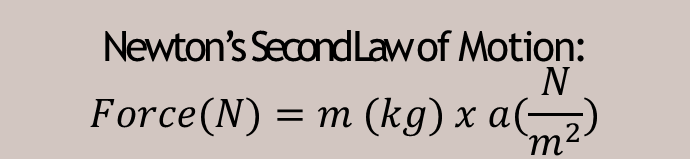 Newton's Second Law of Motion:
Force(N) = m (kg) x a(N/m²)